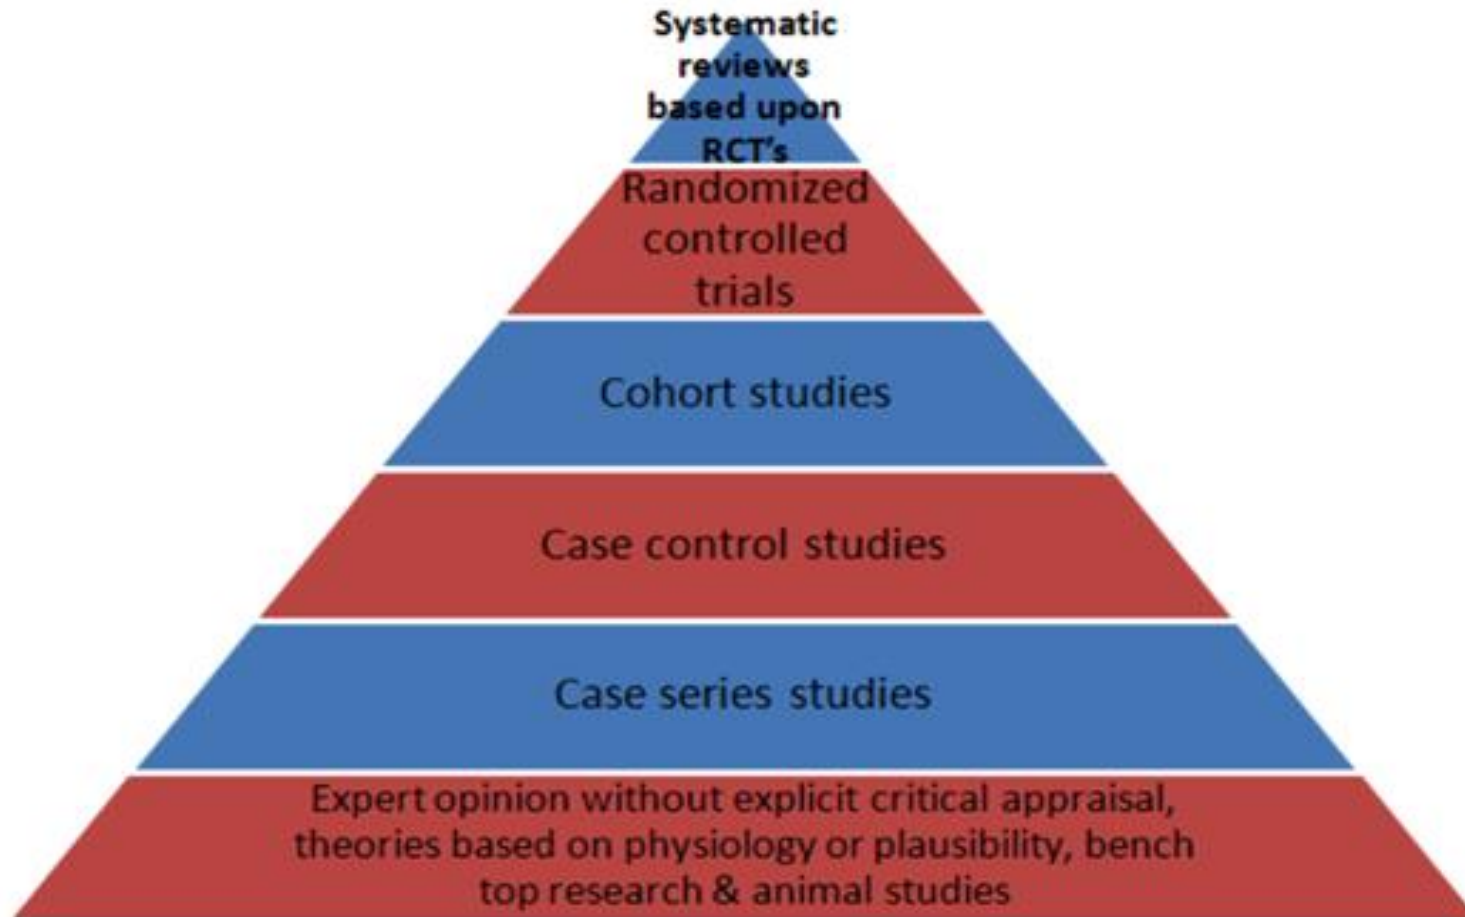 Systematic
reviews
based upon
RCT's
Randomized
controlled
trials
Cohort studies
Case control studies
Case series studies
Expert opinion without explicit critical appraisal,
theories based on physiology or plausibility, bench
top research & animal studies